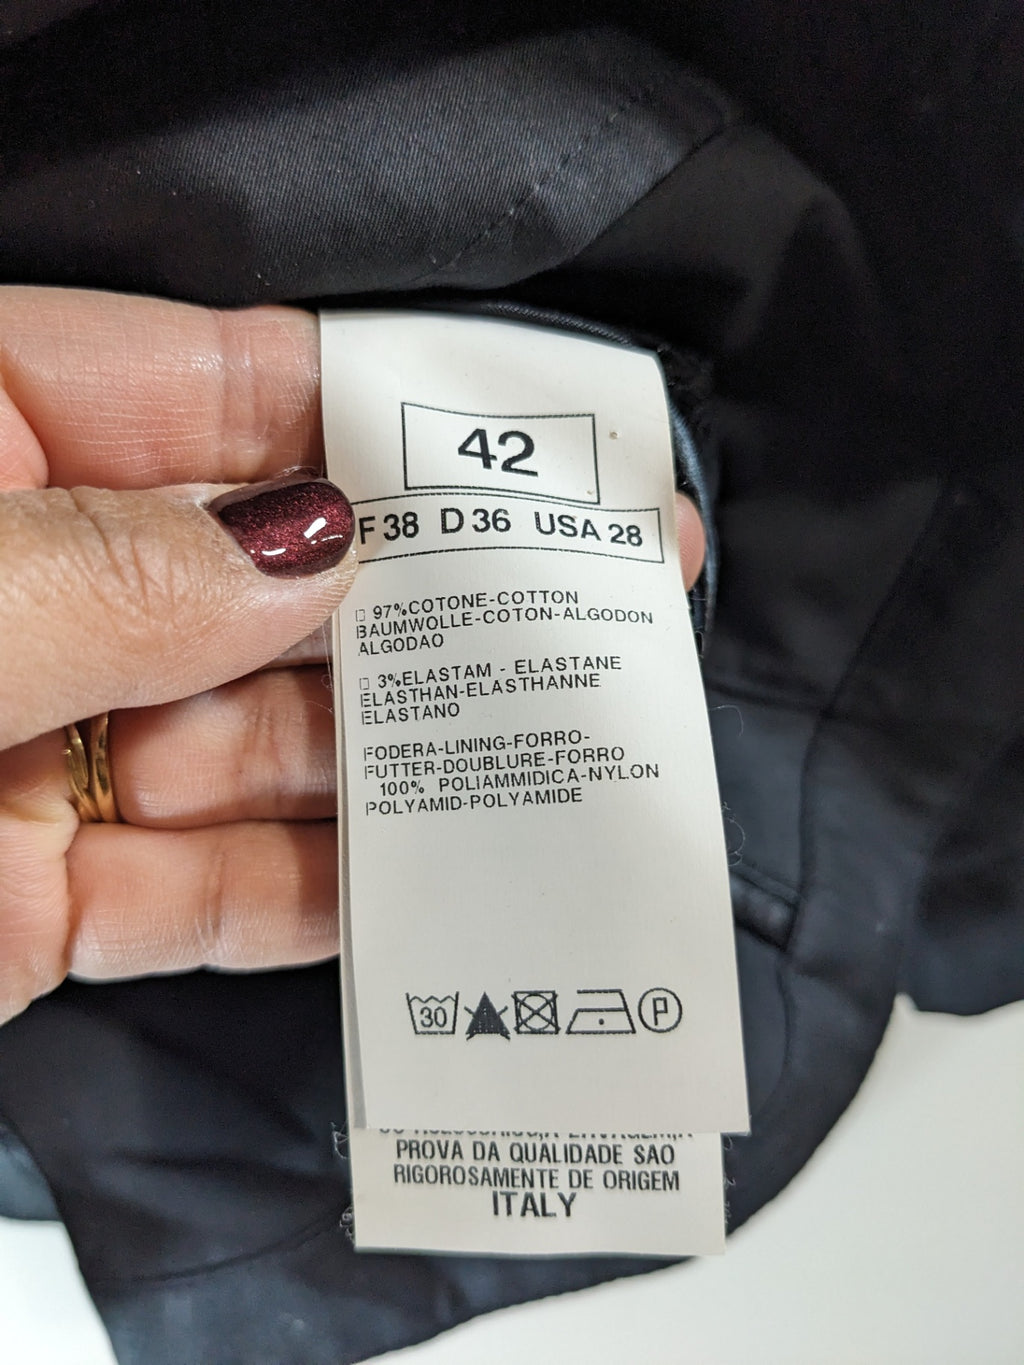 42
F 38 D 36 USA 28
97%COTONE-COTTON
BAUMWOLLE-COTON-ALGODON
ALGODAO
3%ELASTAM - ELASTANE
ELASTHAN-ELASTHANNE
ELASTANO
FODERA-LINING-FORRO-
FUTTER-DOUBLURE-FORRO
100% POLIAMMIDICA-NYLON
POLYAMID-POLYAMIDE
30 P
PROVA DA QUALIDADE SAO
RIGOROSAMENTE DE ORIGEM
ITALY